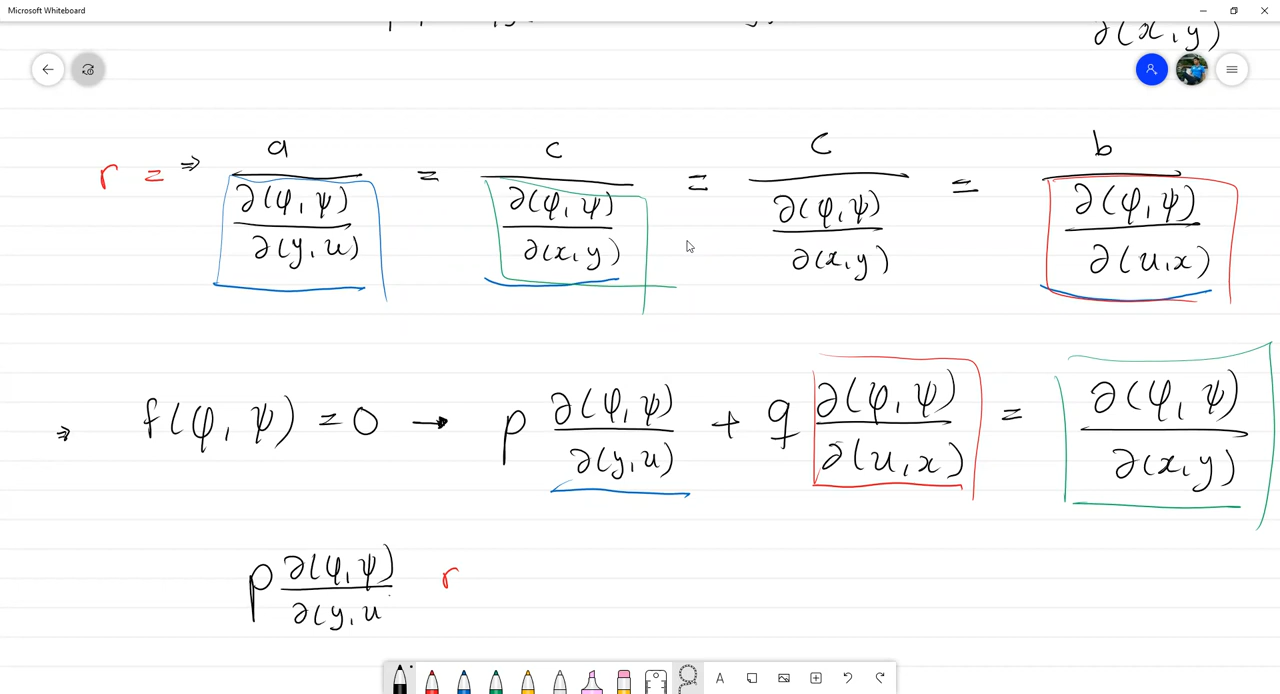 Microsoft Whiteboard
∂(x,y)
r = ⇒ a / (∂(φ,ψ)/∂(y,u)) = c / (∂(φ,ψ)/∂(x,y)) = c / (∂(φ,ψ)/∂(x,y)) = b / (∂(φ,ψ)/∂(u,x))
⇒ f(φ,ψ) = 0 → p ∂(φ,ψ)/∂(y,u) + q ∂(φ,ψ)/∂(u,x) = ∂(φ,ψ)/∂(x,y)
p ∂(φ,ψ)/∂(y,u r
A